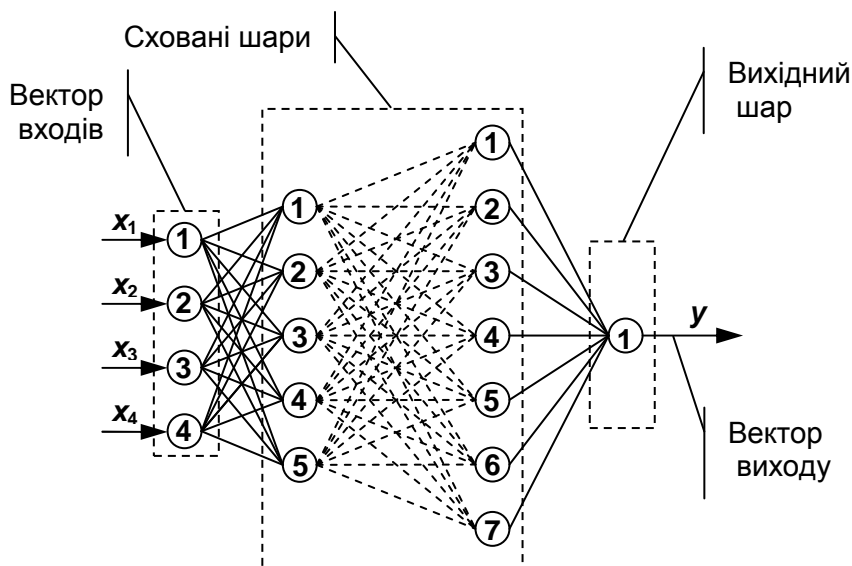 Сховані шари
Вектор
входів
Вихідний
шар
x1
x2
x3
x4
1
2
3
4
1
2
3
4
5
1
2
3
4
5
6
7
1
y
Вектор
виходу